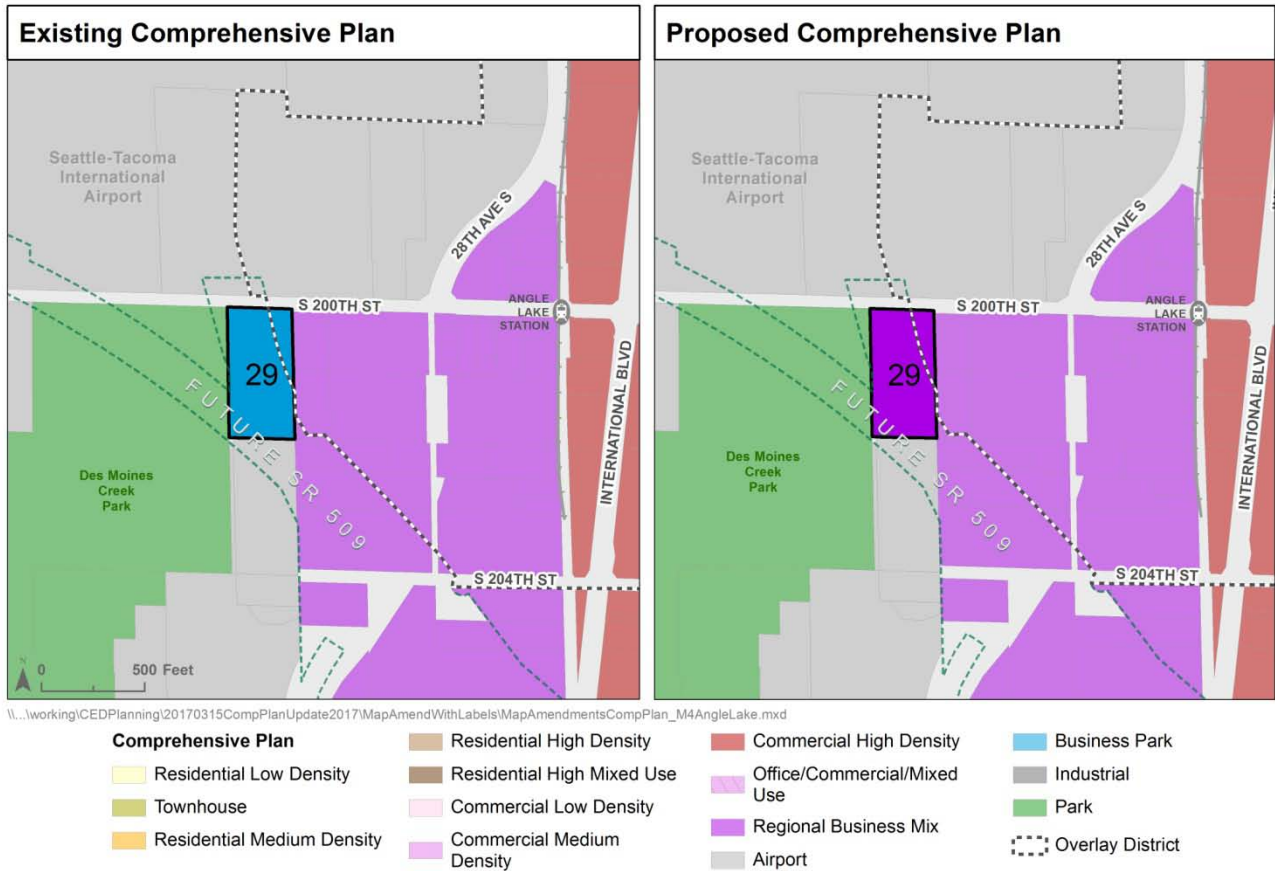 Existing Comprehensive Plan
Seattle-Tacoma
International
Airport
28TH AVE S
S 200TH ST
ANGLE
LAKE
STATION
INTERNATIONAL BLVD
29
FUTURE SR 509
Des Moines
Creek
Park
S 204TH ST
N
0 500 Feet
Proposed Comprehensive Plan
Seattle-Tacoma
International
Airport
28TH AVE S
S 200TH ST
ANGLE
LAKE
STATION
INTERNATIONAL BLVD
29
FUTURE SR 509
Des Moines
Creek
Park
S 204TH ST
\\...\working\CEDPlanning\20170315CompPlanUpdate2017\MapAmendWithLabels\MapAmendmentsCompPlan_M4AngleLake.mxd
Comprehensive Plan
Residential Low Density
Townhouse
Residential Medium Density
Residential High Density
Residential High Mixed Use
Commercial Low Density
Commercial Medium
Density
Commercial High Density
Office/Commercial/Mixed
Use
Regional Business Mix
Airport
Business Park
Industrial
Park
Overlay District